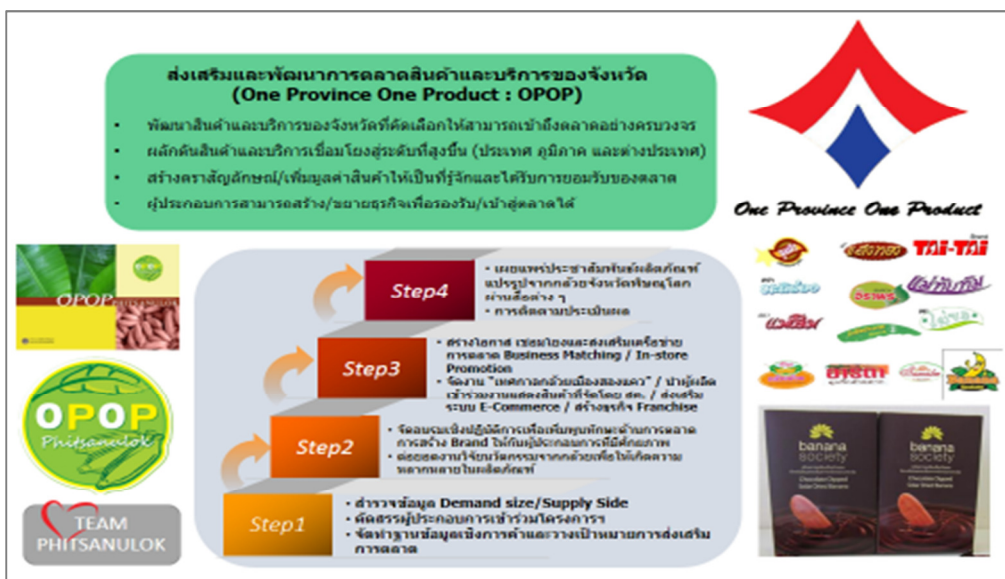 ส่งเสริมและพัฒนาการตลาดสินค้าและบริการของจังหวัด
(One Province One Product : OPOP)
• พัฒนาสินค้าและบริการของจังหวัดที่คัดเลือกให้สามารถเข้าถึงตลาดอย่างครบวงจร
• ผลักดันสินค้าและบริการเชื่อมโยงสู่ระดับที่สูงขึ้น (ประเทศ ภูมิภาค และต่างประเทศ)
• สร้างตราสัญลักษณ์/เพิ่มมูลค่าสินค้าให้เป็นที่รู้จักและได้รับการยอมรับของตลาด
• ผู้ประกอบการสามารถสร้าง/ขยายธุรกิจเพื่อรองรับ/เข้าสู่ตลาดได้
One Province One Product
OPOP PHITSANULOK
OPOP
Phitsanulok
TEAM
PHITSANULOK
Step4
• เผยแพร่ประชาสัมพันธ์ผลิตภัณฑ์
แปรรูปจากกล้วยจังหวัดพิษณุโลก
ผ่านสื่อต่าง ๆ
• การติดตามประเมินผล
Step3
• สร้างโอกาส เชื่อมโยงและส่งเสริมเครือข่าย
การตลาด Business Matching / In-store
Promotion
• จัดงาน "เทศกาลกล้วยเมืองสองแคว" / นำผู้ผลิต
เข้าร่วมงานแสดงสินค้าที่จัดโดย สค. / ส่งเสริม
ระบบ E-Commerce / สร้างธุรกิจ Franchise
Step2
• จัดอบรมเชิงปฏิบัติการเพื่อเพิ่มพูนทักษะด้านการตลาด
การสร้าง Brand ให้กับผู้ประกอบการที่มีศักยภาพ
• ต่อยอดงานวิจัยนวัตกรรมจากกล้วยเพื่อให้เกิดความ
หลากหลายในผลิตภัณฑ์
Step1
• สำรวจข้อมูล Demand size/Supply Side
• คัดสรรผู้ประกอบการเข้าร่วมโครงการฯ
• จัดทำฐานข้อมูลเชิงการค้าและวางเป้าหมายการส่งเสริม
การตลาด
TAI-TAI
แม่ทับทิม
จราพร
อาริตา
banana
society
Chocolate Dipped
Solar Dried Banana
banana
society
Chocolate Dipped
Solar Dried Banana